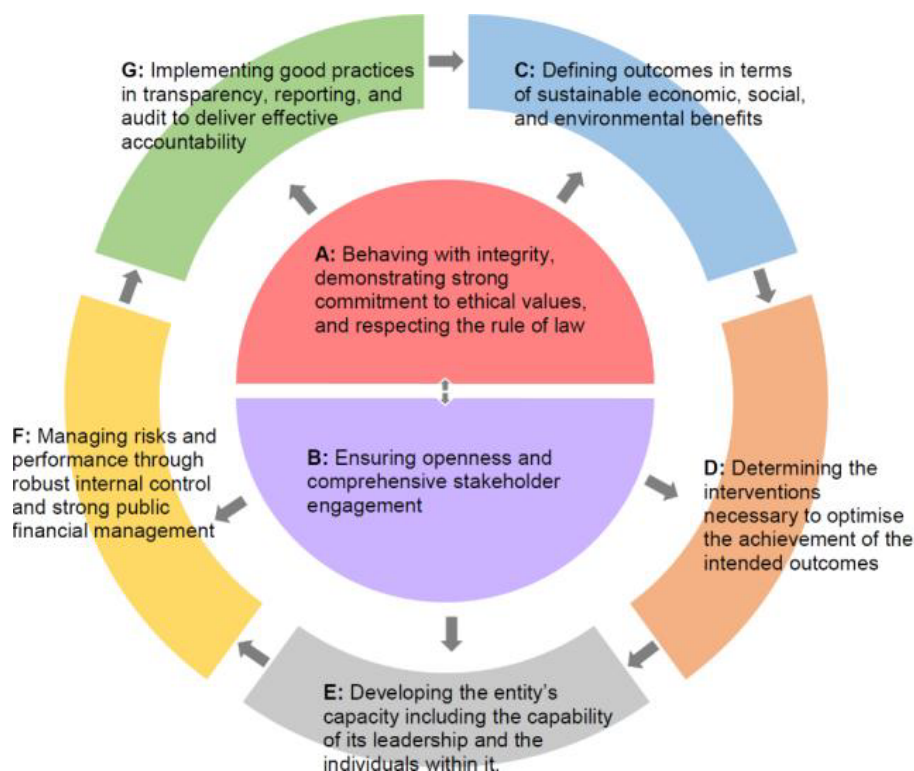 G: Implementing good practices
in transparency, reporting, and
audit to deliver effective
accountability
C: Defining outcomes in terms
of sustainable economic, social,
and environmental benefits
A: Behaving with integrity,
demonstrating strong
commitment to ethical values,
and respecting the rule of law
F: Managing risks and
performance through
robust internal control
and strong public
financial management
B: Ensuring openness and
comprehensive stakeholder
engagement
D: Determining the
interventions
necessary to optimise
the achievement of the
intended outcomes
E: Developing the entity's
capacity including the capability
of its leadership and the
individuals within it.